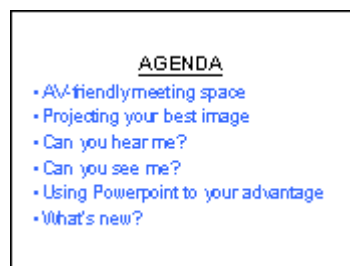 AGENDA
• AV-friendly meeting space
• Projecting your best image
• Can you hear me?
• Can you see me?
• Using Powerpoint to your advantage
• What's new?